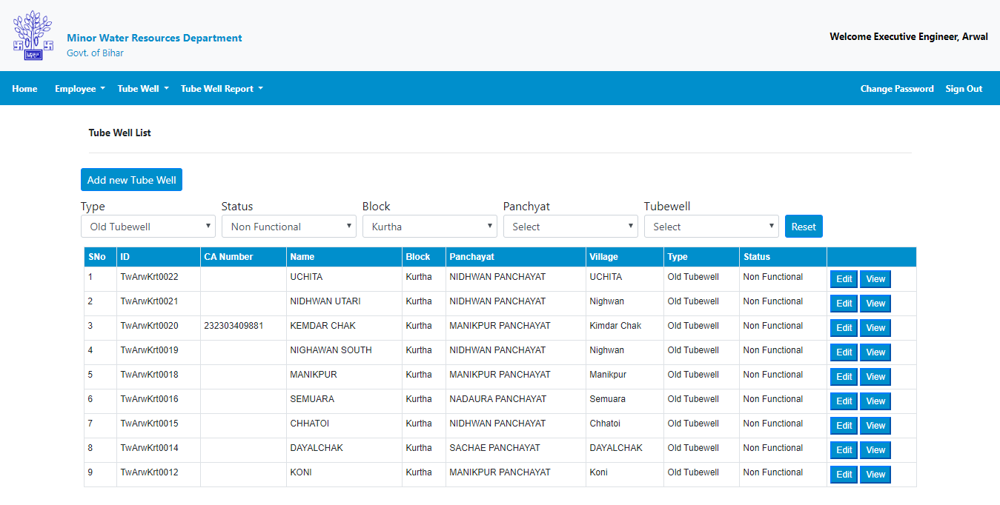 Minor Water Resources Department
Govt. of Bihar
Welcome Executive Engineer, Arwal
Home Employee Tube Well Tube Well Report Change Password Sign Out
Tube Well List
Add new Tube Well
Type Status Block Panchyat Tubewell
Old Tubewell Non Functional Kurtha Select Select Reset
SNo ID CA Number Name Block Panchayat Village Type Status
1 TwArwKrt0022 UCHITA Kurtha NIDHWAN PANCHAYAT UCHITA Old Tubewell Non Functional Edit View
2 TwArwKrt0021 NIDHWAN UTARI Kurtha NIDHWAN PANCHAYAT Nighwan Old Tubewell Non Functional Edit View
3 TwArwKrt0020 232303409881 KEMDAR CHAK Kurtha MANIKPUR PANCHAYAT Kimdar Chak Old Tubewell Non Functional Edit View
4 TwArwKrt0019 NIGHAWAN SOUTH Kurtha NIDHWAN PANCHAYAT Nighwan Old Tubewell Non Functional Edit View
5 TwArwKrt0018 MANIKPUR Kurtha MANIKPUR PANCHAYAT Manikpur Old Tubewell Non Functional Edit View
6 TwArwKrt0016 SEMUARA Kurtha NADAURA PANCHAYAT Semuara Old Tubewell Non Functional Edit View
7 TwArwKrt0015 CHHATOI Kurtha NIDHWAN PANCHAYAT Chhatoi Old Tubewell Non Functional Edit View
8 TwArwKrt0014 DAYALCHAK Kurtha SACHAE PANCHAYAT DAYALCHAK Old Tubewell Non Functional Edit View
9 TwArwKrt0012 KONI Kurtha MANIKPUR PANCHAYAT Koni Old Tubewell Non Functional Edit View